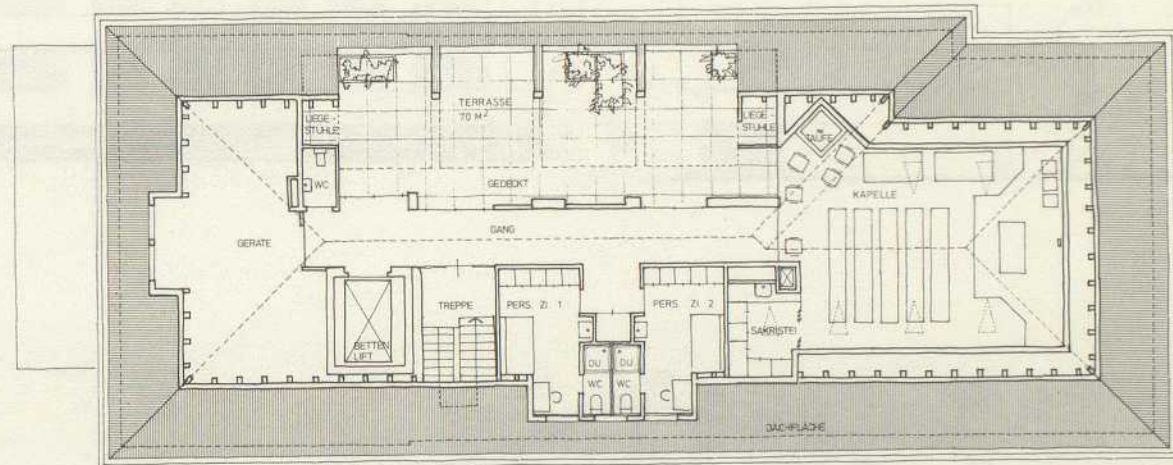 TERRASSE
70 M²
LIEGE-
STÜHLE
LIEGE-
STÜHLE
TAUFE
WC
GEDECKT
KAPELLE
GANG
GERÄTE
TREPPE
PERS. ZI. 1
PERS. ZI. 2
SAKRISTEI
BETTEN
LIFT
DU
DU
WC
WC
DACHFLÄCHE